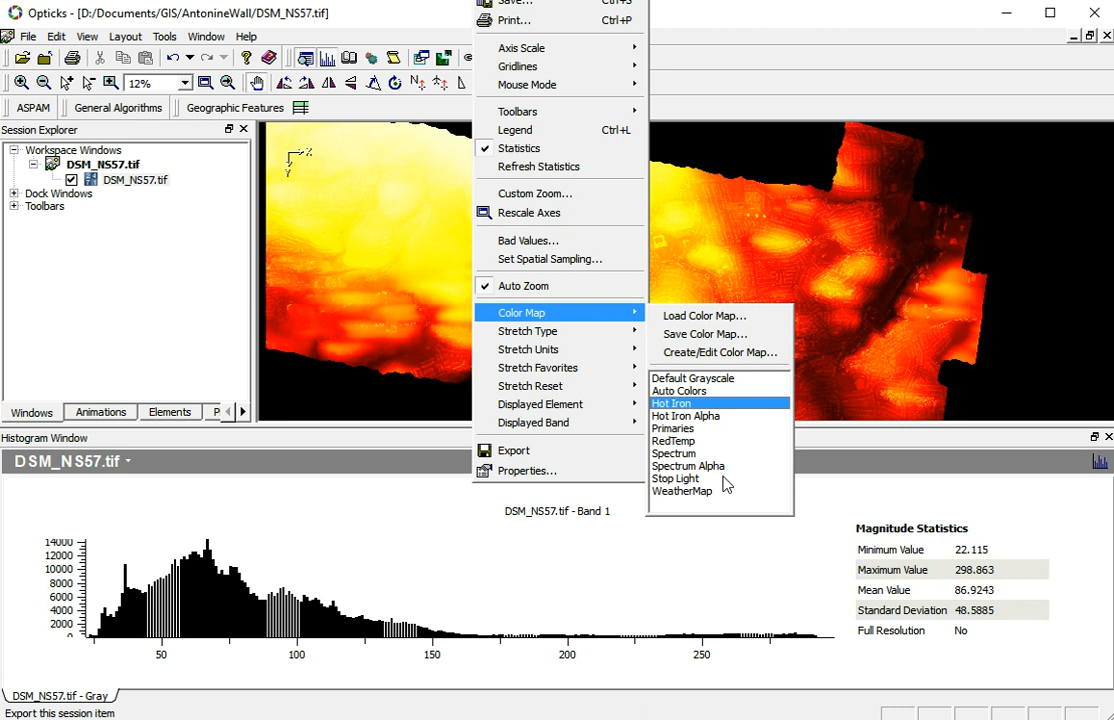 Opticks - [D:/Documents/GIS/AntonineWall/DSM_NS57.tif]
File Edit View Layout Tools Window Help
12%
ASPAM General Algorithms Geographic Features
Session Explorer
Workspace Windows
DSM_NS57.tif
DSM_NS57.tif
Dock Windows
Toolbars
Windows Animations Elements P
X
Y
Save... Ctrl+S
Print... Ctrl+P
Axis Scale
Gridlines
Mouse Mode
Toolbars
Legend Ctrl+L
Statistics
Refresh Statistics
Custom Zoom...
Rescale Axes
Bad Values...
Set Spatial Sampling...
Auto Zoom
Color Map
Stretch Type
Stretch Units
Stretch Favorites
Stretch Reset
Displayed Element
Displayed Band
Export
Properties...
Load Color Map...
Save Color Map...
Create/Edit Color Map...
Default Grayscale
Auto Colors
Hot Iron
Hot Iron Alpha
Primaries
RedTemp
Spectrum
Spectrum Alpha
Stop Light
WeatherMap
Histogram Window
DSM_NS57.tif
DSM_NS57.tif - Band 1
14000
12000
10000
8000
6000
4000
2000
0
50 100 150 200 250
Magnitude Statistics
Minimum Value 22.115
Maximum Value 298.863
Mean Value 86.9243
Standard Deviation 48.5885
Full Resolution No
DSM_NS57.tif - Gray
Export this session item